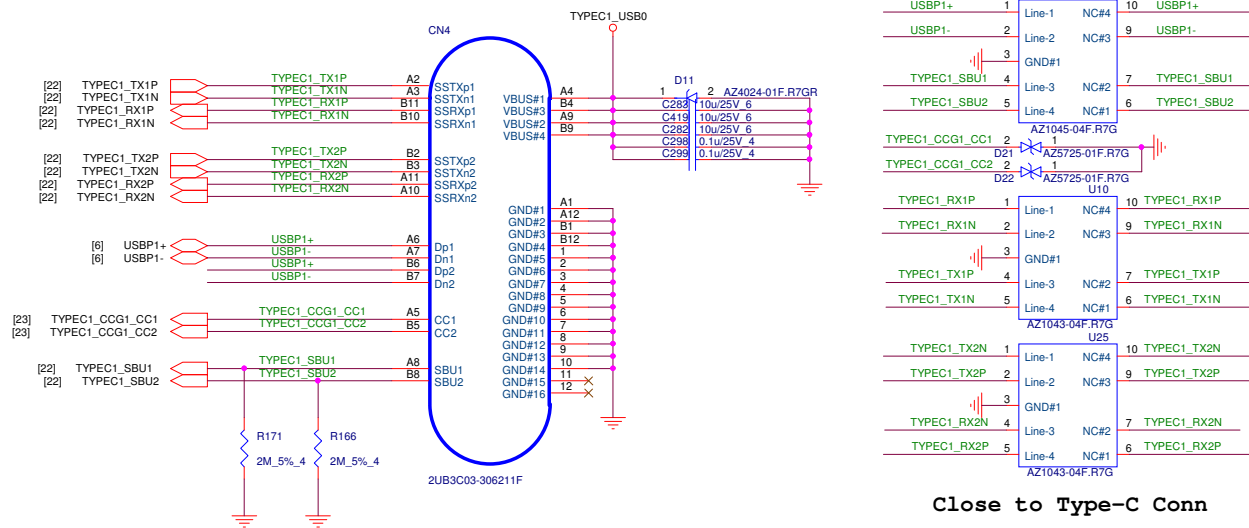 TYPEC1_USB0
CN4
[22] TYPEC1_TX1P TYPEC1_TX1P A2 SSTXp1
[22] TYPEC1_TX1N TYPEC1_TX1N A3 SSTXn1
[22] TYPEC1_RX1P TYPEC1_RX1P B11 SSRXp1
[22] TYPEC1_RX1N TYPEC1_RX1N B10 SSRXn1
[22] TYPEC1_TX2P TYPEC1_TX2P B2 SSTXp2
[22] TYPEC1_TX2N TYPEC1_TX2N B3 SSTXn2
[22] TYPEC1_RX2P TYPEC1_RX2P A11 SSRXp2
[22] TYPEC1_RX2N TYPEC1_RX2N A10 SSRXn2
[6] USBP1+ USBP1+ A6 Dp1
[6] USBP1- USBP1- A7 Dn1
USBP1+ B6 Dp2
USBP1- B7 Dn2
[23] TYPEC1_CCG1_CC1 TYPEC1_CCG1_CC1 A5 CC1
[23] TYPEC1_CCG1_CC2 TYPEC1_CCG1_CC2 B5 CC2
[22] TYPEC1_SBU1 TYPEC1_SBU1 A8 SBU1
[22] TYPEC1_SBU2 TYPEC1_SBU2 B8 SBU2
R171
2M_5%_4
R166
2M_5%_4
VBUS#1 A4
VBUS#3 B4
VBUS#2 A9
VBUS#4 B9
D11
1 2 AZ4024-01F.R7GR
C283 10u/25V_6
C419 10u/25V_6
C282 10u/25V_6
C298 0.1u/25V_4
C299 0.1u/25V_4
GND#1 A1
GND#2 A12
GND#3 B1
GND#4 B12
GND#5 1
GND#6 2
GND#7 3
GND#8 4
GND#9 5
GND#10 6
GND#11 7
GND#12 8
GND#13 9
GND#14 10
GND#15 11
GND#16 12
2UB3C03-306211F
USBP1+ 1 Line-1 NC#4 10 USBP1+
USBP1- 2 Line-2 NC#3 9 USBP1-
3 GND#1
TYPEC1_SBU1 4 Line-3 NC#2 7 TYPEC1_SBU1
TYPEC1_SBU2 5 Line-4 NC#1 6 TYPEC1_SBU2
AZ1045-04F.R7G
TYPEC1_CCG1_CC1 2 1
D21 AZ5725-01F.R7G
TYPEC1_CCG1_CC2 2 1
D22 AZ5725-01F.R7G
U10
TYPEC1_RX1P 1 Line-1 NC#4 10 TYPEC1_RX1P
TYPEC1_RX1N 2 Line-2 NC#3 9 TYPEC1_RX1N
3 GND#1
TYPEC1_TX1P 4 Line-3 NC#2 7 TYPEC1_TX1P
TYPEC1_TX1N 5 Line-4 NC#1 6 TYPEC1_TX1N
AZ1043-04F.R7G
U25
TYPEC1_TX2N 1 Line-1 NC#4 10 TYPEC1_TX2N
TYPEC1_TX2P 2 Line-2 NC#3 9 TYPEC1_TX2P
3 GND#1
TYPEC1_RX2N 4 Line-3 NC#2 7 TYPEC1_RX2N
TYPEC1_RX2P 5 Line-4 NC#1 6 TYPEC1_RX2P
AZ1043-04F.R7G
Close to Type-C Conn